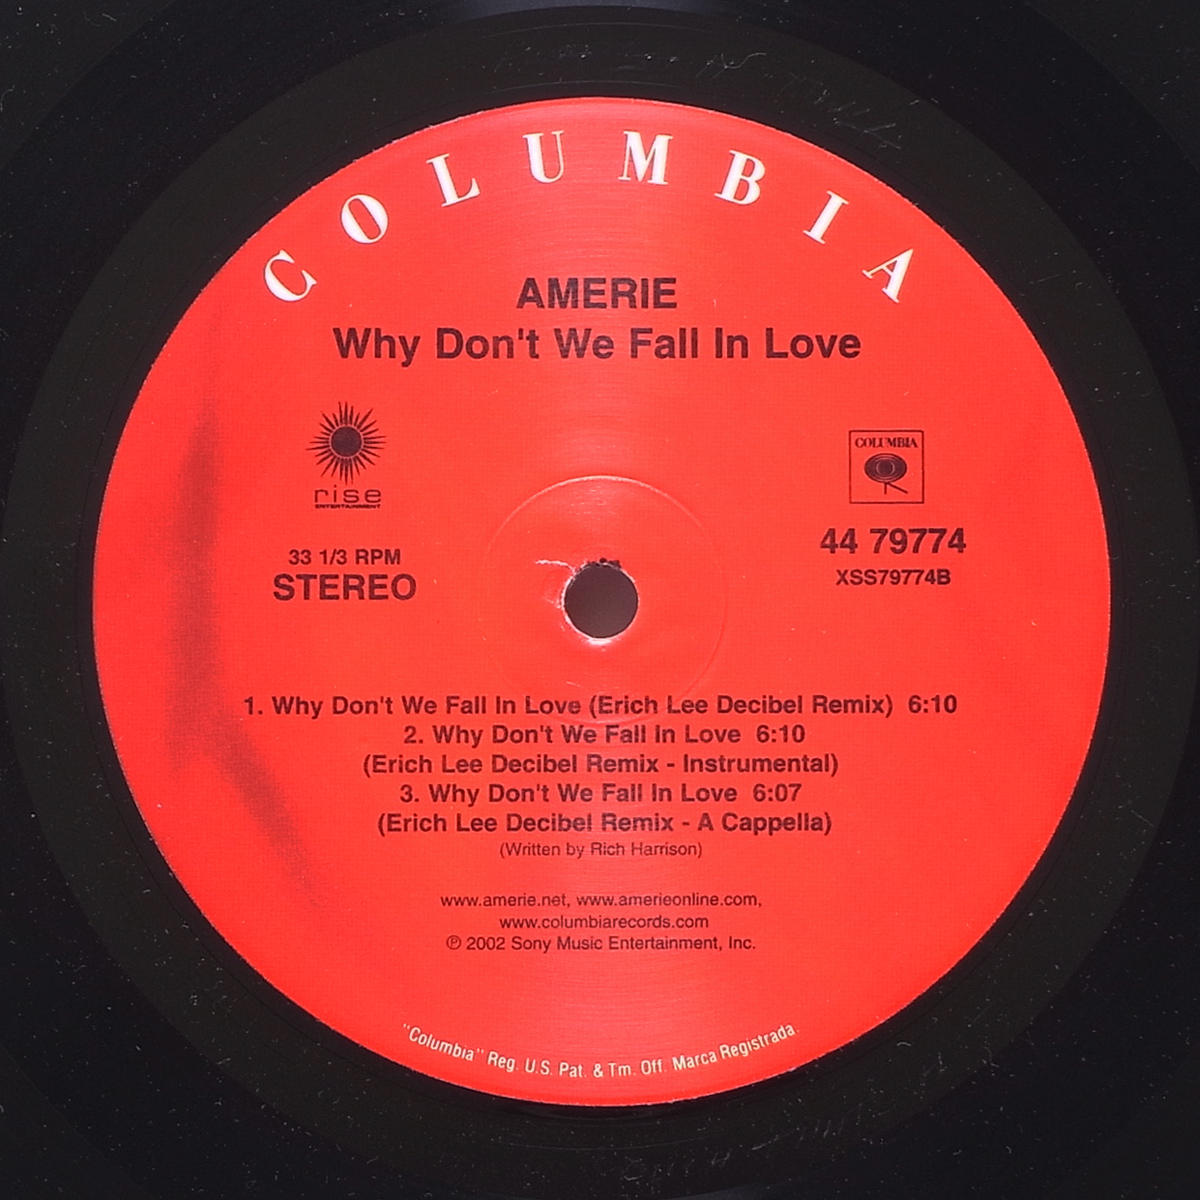 COLUMBIA
AMERIE
Why Don't We Fall In Love
rise
ENTERTAINMENT
COLUMBIA
44 79774
XSS79774B
33 1/3 RPM
STEREO
1. Why Don't We Fall In Love (Erich Lee Decibel Remix) 6:10
2. Why Don't We Fall In Love 6:10
(Erich Lee Decibel Remix - Instrumental)
3. Why Don't We Fall In Love 6:07
(Erich Lee Decibel Remix - A Cappella)
(Written by Rich Harrison)
www.amerie.net, www.amerieonline.com,
www.columbiarecords.com
℗ 2002 Sony Music Entertainment, Inc.
"Columbia" Reg. U.S. Pat. & Tm. Off. Marca Registrada.